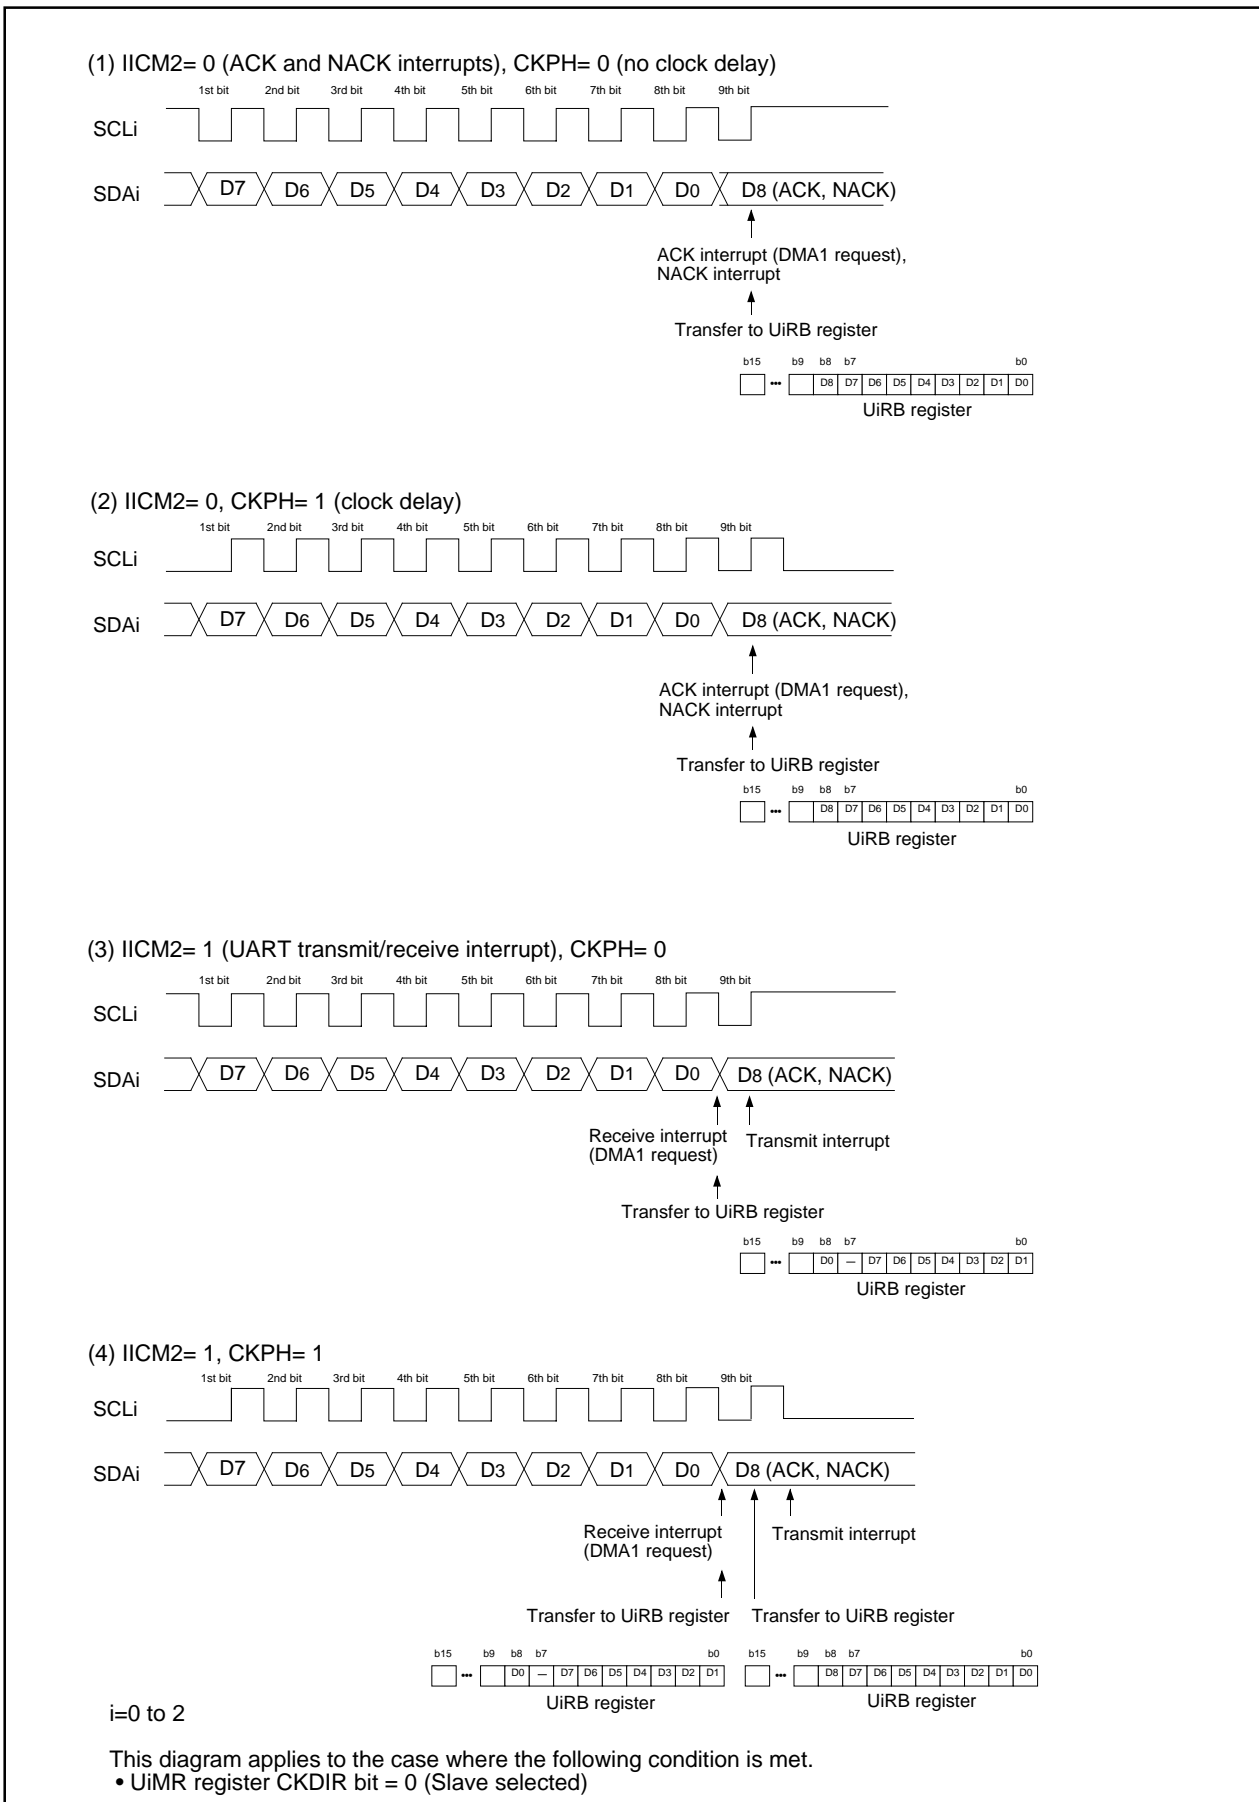 (1) IICM2= 0 (ACK and NACK interrupts), CKPH= 0 (no clock delay)
1st bit 2nd bit 3rd bit 4th bit 5th bit 6th bit 7th bit 8th bit 9th bit
SCLi
SDAi D7 D6 D5 D4 D3 D2 D1 D0 D8 (ACK, NACK)
ACK interrupt (DMA1 request),
NACK interrupt
Transfer to UiRB register
b15 b9 b8 b7 b0
••• D8 D7 D6 D5 D4 D3 D2 D1 D0
UiRB register
(2) IICM2= 0, CKPH= 1 (clock delay)
1st bit 2nd bit 3rd bit 4th bit 5th bit 6th bit 7th bit 8th bit 9th bit
SCLi
SDAi D7 D6 D5 D4 D3 D2 D1 D0 D8 (ACK, NACK)
ACK interrupt (DMA1 request),
NACK interrupt
Transfer to UiRB register
b15 b9 b8 b7 b0
••• D8 D7 D6 D5 D4 D3 D2 D1 D0
UiRB register
(3) IICM2= 1 (UART transmit/receive interrupt), CKPH= 0
1st bit 2nd bit 3rd bit 4th bit 5th bit 6th bit 7th bit 8th bit 9th bit
SCLi
SDAi D7 D6 D5 D4 D3 D2 D1 D0 D8 (ACK, NACK)
Receive interrupt Transmit interrupt
(DMA1 request)
Transfer to UiRB register
b15 b9 b8 b7 b0
••• D0 — D7 D6 D5 D4 D3 D2 D1
UiRB register
(4) IICM2= 1, CKPH= 1
1st bit 2nd bit 3rd bit 4th bit 5th bit 6th bit 7th bit 8th bit 9th bit
SCLi
SDAi D7 D6 D5 D4 D3 D2 D1 D0 D8 (ACK, NACK)
Receive interrupt Transmit interrupt
(DMA1 request)
Transfer to UiRB register Transfer to UiRB register
b15 b9 b8 b7 b0 b15 b9 b8 b7 b0
••• D0 — D7 D6 D5 D4 D3 D2 D1 ••• D8 D7 D6 D5 D4 D3 D2 D1 D0
UiRB register UiRB register
i=0 to 2
This diagram applies to the case where the following condition is met.
• UiMR register CKDIR bit = 0 (Slave selected)